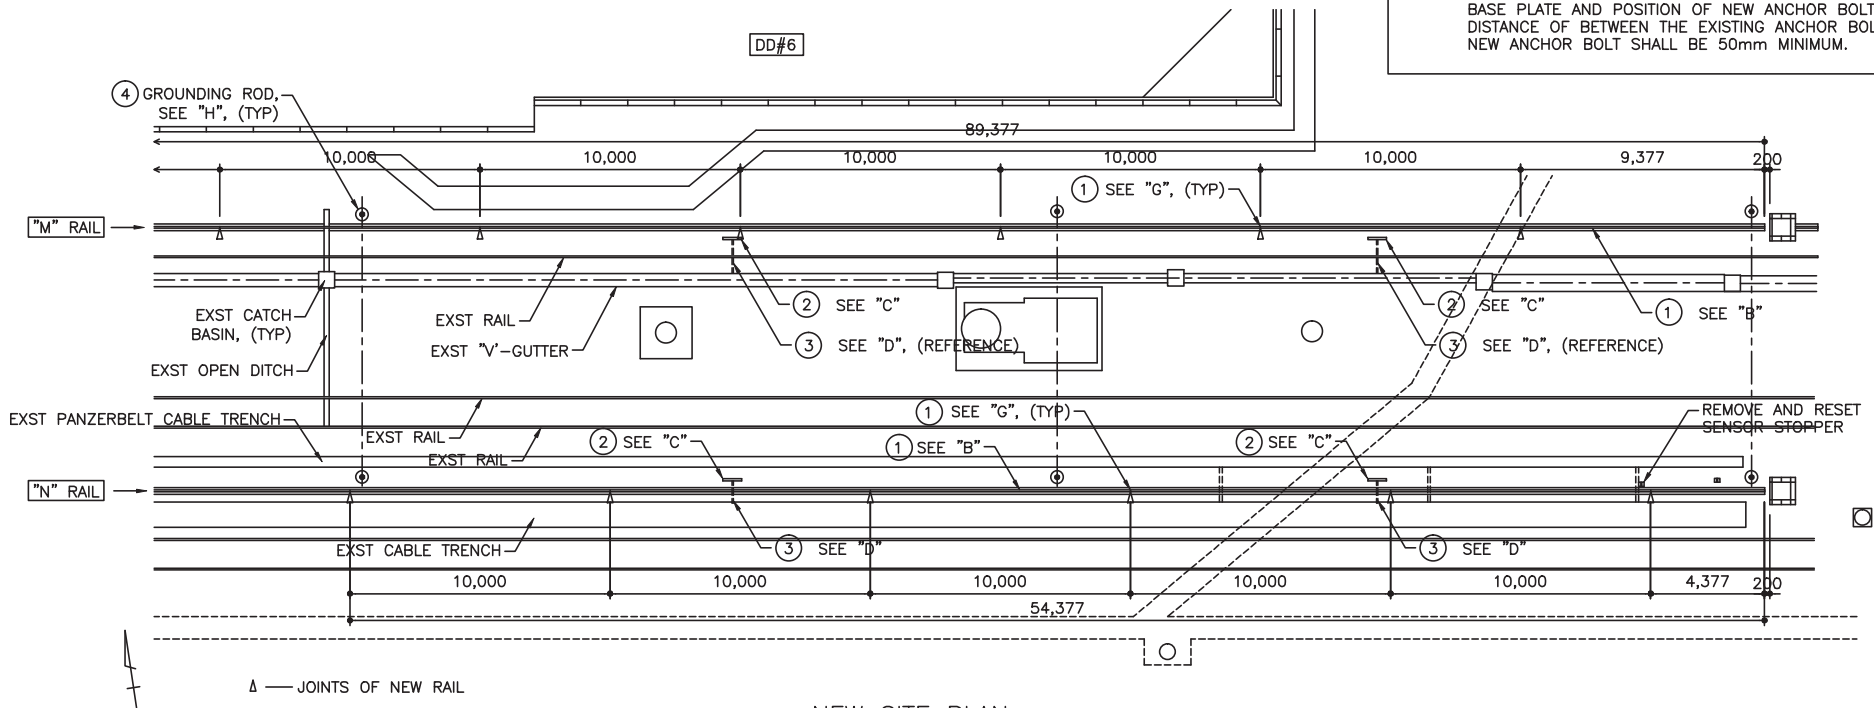 BASE PLATE AND POSITION OF NEW ANCHOR BOLT
DISTANCE OF BETWEEN THE EXISTING ANCHOR BOL
NEW ANCHOR BOLT SHALL BE 50mm MINIMUM.
DD#6
4 GROUNDING ROD,
SEE "H", (TYP)
89,377
10,000 10,000 10,000 10,000 10,000 9,377 200
1 SEE "G", (TYP)
"M" RAIL
EXST CATCH
BASIN, (TYP)
EXST RAIL
2 SEE "C"
2 SEE "C"
1 SEE "B"
EXST "V'-GUTTER
3 SEE "D", (REFERENCE)
3 SEE "D", (REFERENCE)
EXST OPEN DITCH
EXST PANZERBELT CABLE TRENCH
1 SEE "G", (TYP)
REMOVE AND RESET
SENSOR STOPPER
EXST RAIL
2 SEE "C"
1 SEE "B"
2 SEE "C"
EXST RAIL
"N" RAIL
EXST CABLE TRENCH
3 SEE "D"
3 SEE "D"
10,000 10,000 10,000 10,000 10,000 4,377 200
54,377
JOINTS OF NEW RAIL
NEW SITE PLAN